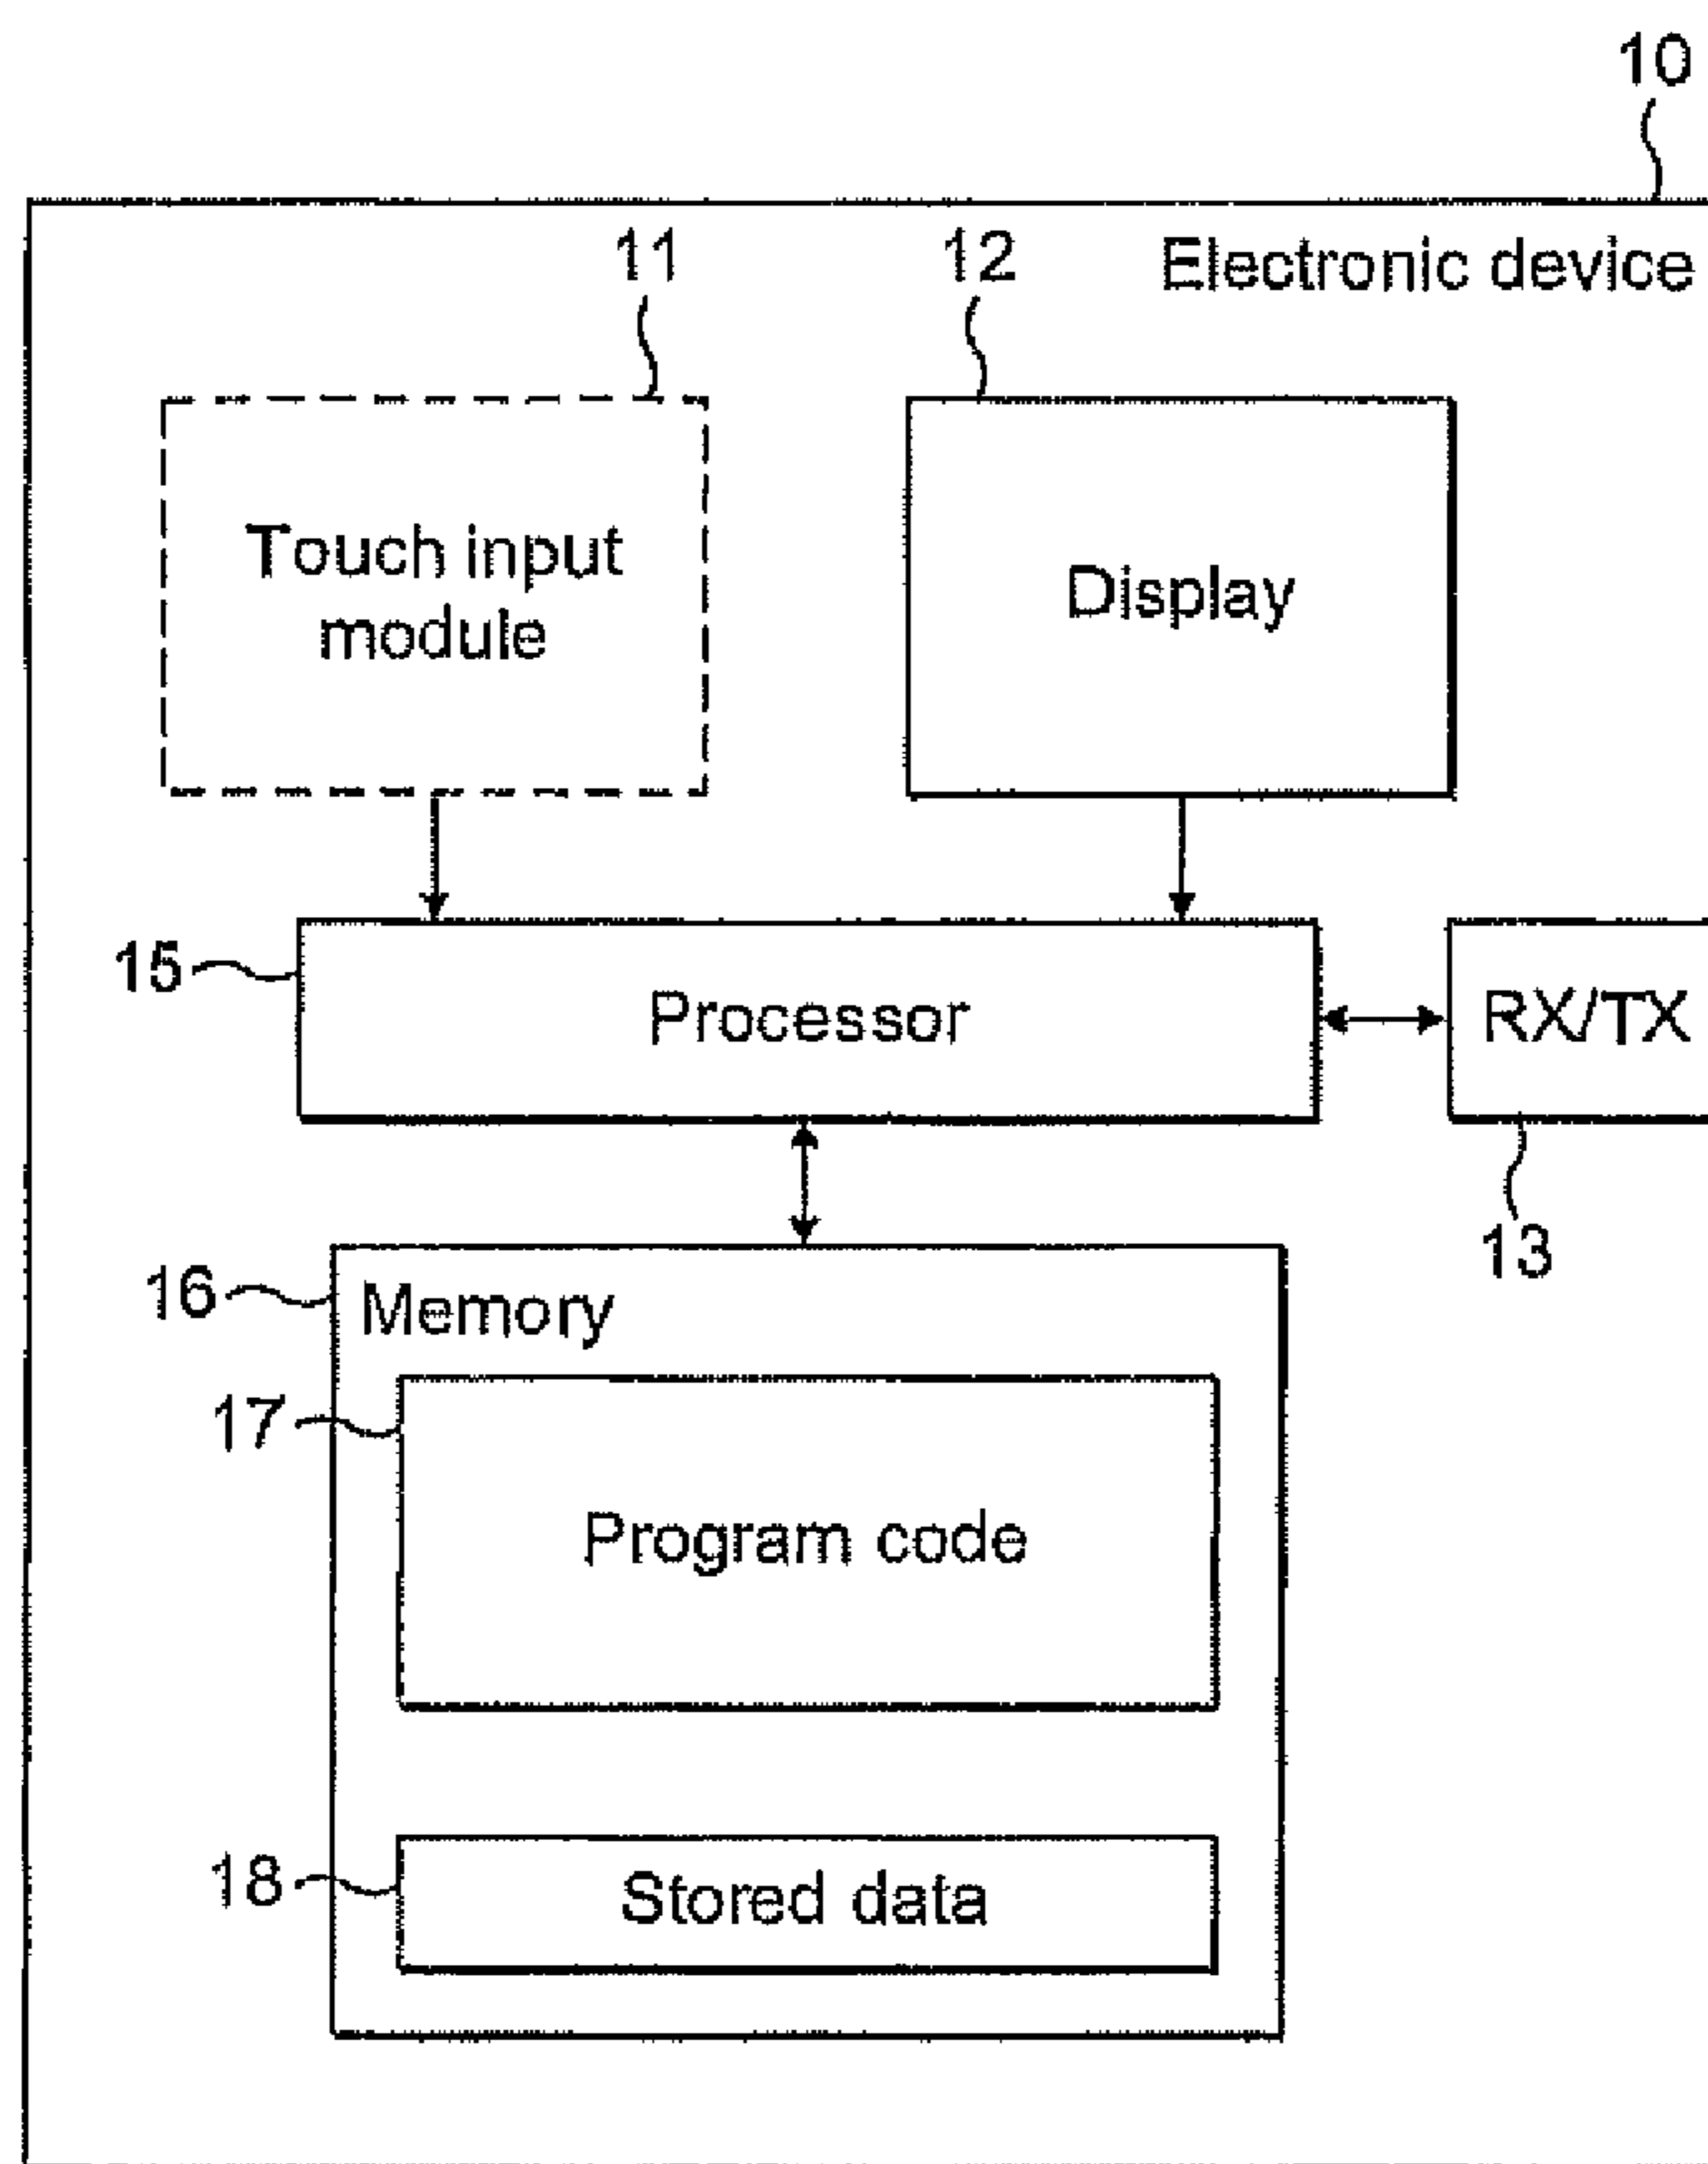 10
11
12
Electronic device
Touch input
module
Display
15
Processor
RX/TX
13
16
Memory
17
Program code
18
Stored data